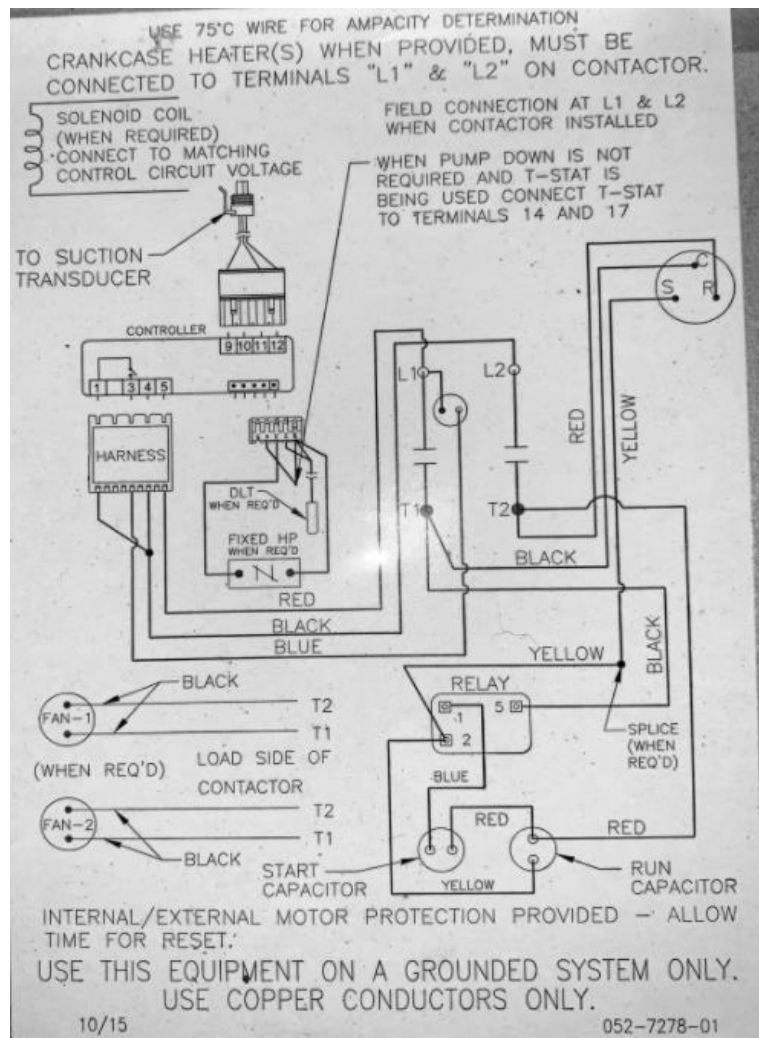 USE 75°C WIRE FOR AMPACITY DETERMINATION
CRANKCASE HEATER(S) WHEN PROVIDED, MUST BE
CONNECTED TO TERMINALS "L1" & "L2" ON CONTACTOR.
SOLENOID COIL
(WHEN REQUIRED)
CONNECT TO MATCHING
CONTROL CIRCUIT VOLTAGE
FIELD CONNECTION AT L1 & L2
WHEN CONTACTOR INSTALLED
WHEN PUMP DOWN IS NOT
REQUIRED AND T-STAT IS
BEING USED CONNECT T-STAT
TO TERMINALS 14 AND 17
TO SUCTION
TRANSDUCER
C
S
R
CONTROLLER
9 10 11 12
1 3 4 5
L1
L2
HARNESS
RED
YELLOW
DLT
WHEN REQ'D
T1
T2
FIXED HP
WHEN REQ'D
BLACK
RED
BLACK
BLUE
YELLOW
BLACK
BLACK
FAN-1
T2
T1
RELAY
1
5
2
SPLICE
(WHEN
REQ'D)
(WHEN REQ'D)
LOAD SIDE OF
CONTACTOR
BLUE
FAN-2
T2
T1
BLACK
RED
RED
START
CAPACITOR
YELLOW
RUN
CAPACITOR
INTERNAL/EXTERNAL MOTOR PROTECTION PROVIDED - ALLOW
TIME FOR RESET.
USE THIS EQUIPMENT ON A GROUNDED SYSTEM ONLY.
USE COPPER CONDUCTORS ONLY.
10/15
052-7278-01